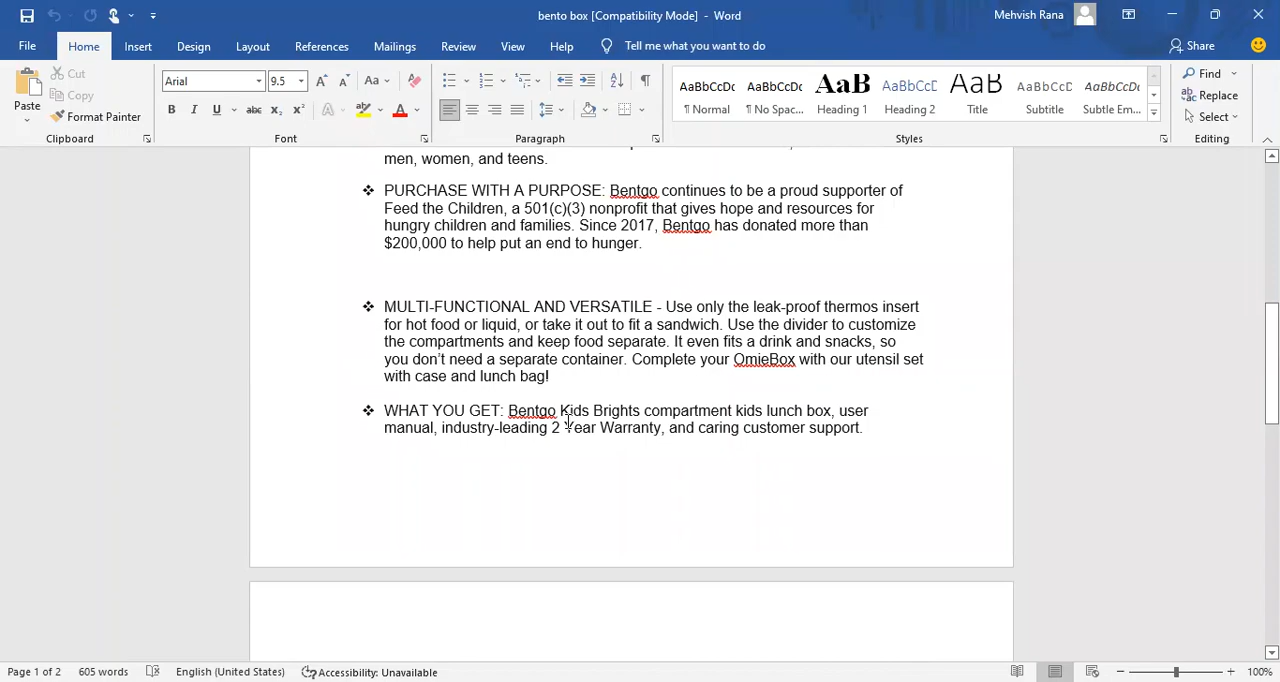 bento box [Compatibility Mode] - Word
Mehvish Rana
File Home Insert Design Layout References Mailings Review View Help Tell me what you want to do Share
Paste
Cut
Copy
Format Painter
Clipboard
Arial 9.5
Font
Paragraph
AaBbCcDc AaBbCcDc AaB AaBbCcD AaB AaBbCcD AaBbCcDc
¶ Normal ¶ No Spac... Heading 1 Heading 2 Title Subtitle Subtle Em...
Styles
Find
Replace
Select
Editing
men, women, and teens.
❖ PURCHASE WITH A PURPOSE: Bentgo continues to be a proud supporter of
Feed the Children, a 501(c)(3) nonprofit that gives hope and resources for
hungry children and families. Since 2017, Bentgo has donated more than
$200,000 to help put an end to hunger.
❖ MULTI-FUNCTIONAL AND VERSATILE - Use only the leak-proof thermos insert
for hot food or liquid, or take it out to fit a sandwich. Use the divider to customize
the compartments and keep food separate. It even fits a drink and snacks, so
you don’t need a separate container. Complete your OmieBox with our utensil set
with case and lunch bag!
❖ WHAT YOU GET: Bentgo Kids Brights compartment kids lunch box, user
manual, industry-leading 2 Year Warranty, and caring customer support.
Page 1 of 2 605 words English (United States) Accessibility: Unavailable 100%